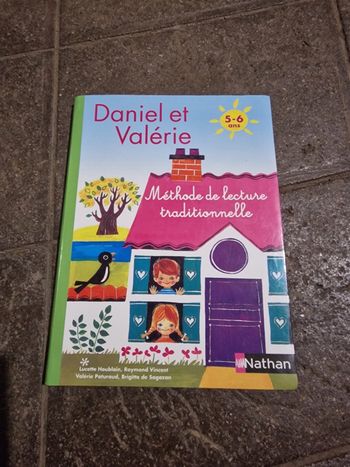 Daniel et
Valérie
5-6
ans
Méthode de lecture
traditionnelle
Lucette Houblain, Raymond Vincent
Valérie Paturaud, Brigitte de Sagazan
Nathan